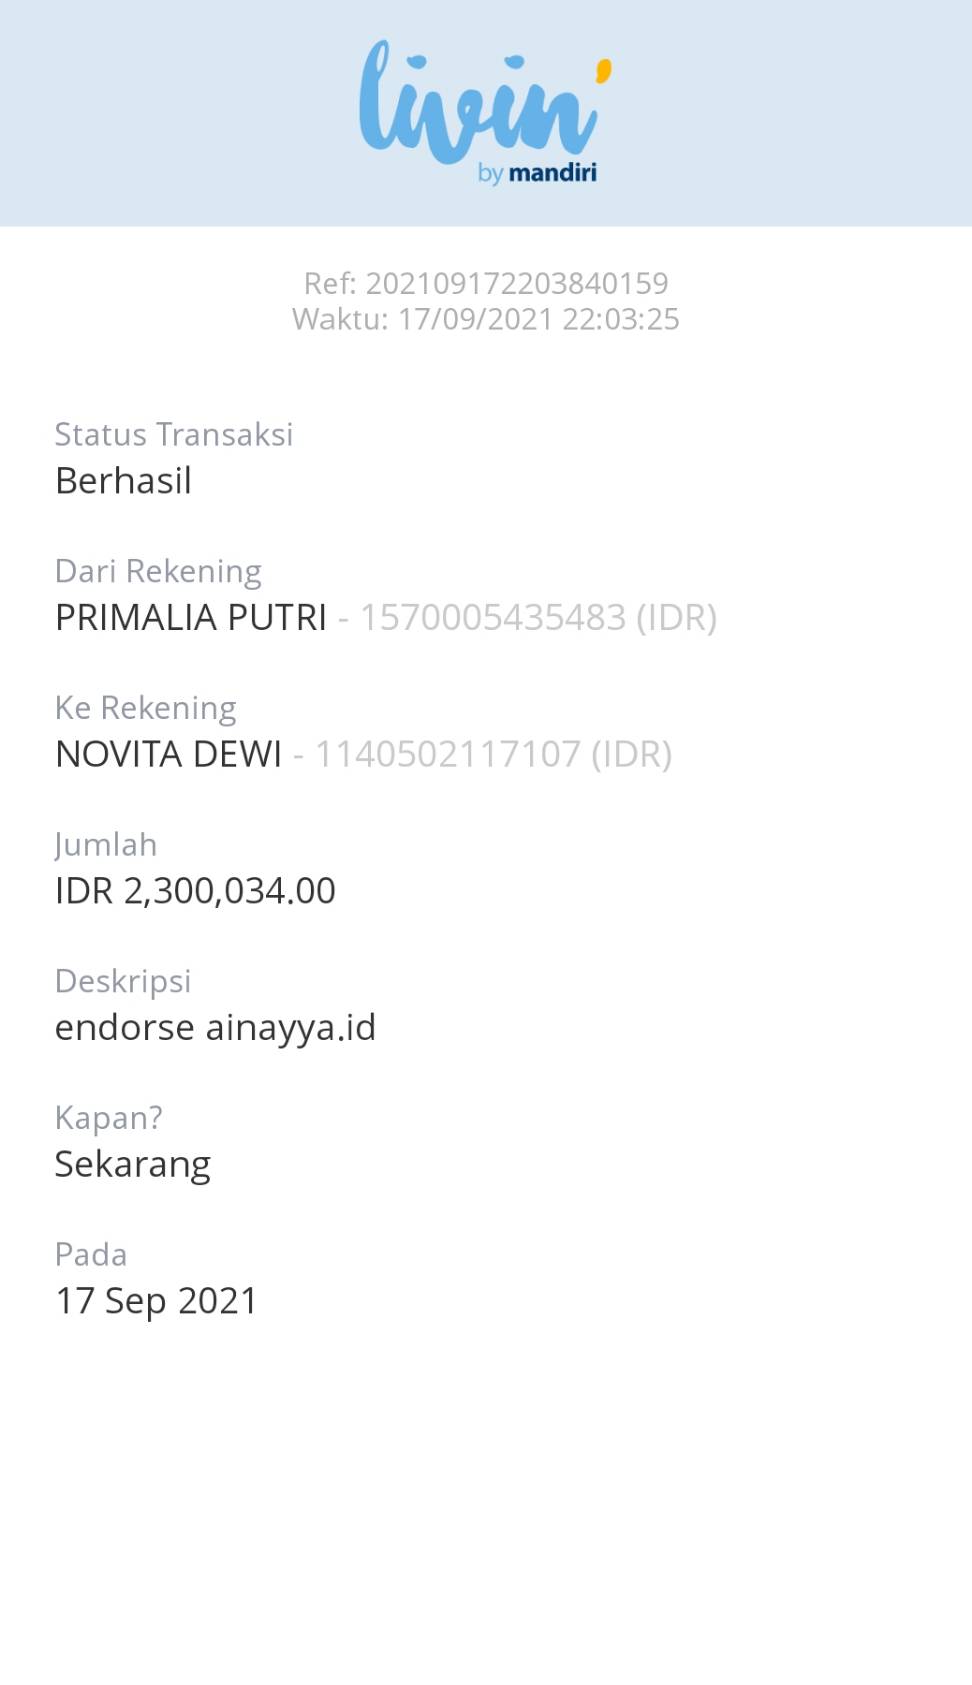 livin'
by mandiri
Ref: 202109172203840159
Waktu: 17/09/2021 22:03:25
Status Transaksi
Berhasil
Dari Rekening
PRIMALIA PUTRI - 1570005435483 (IDR)
Ke Rekening
NOVITA DEWI - 1140502117107 (IDR)
Jumlah
IDR 2,300,034.00
Deskripsi
endorse ainayya.id
Kapan?
Sekarang
Pada
17 Sep 2021